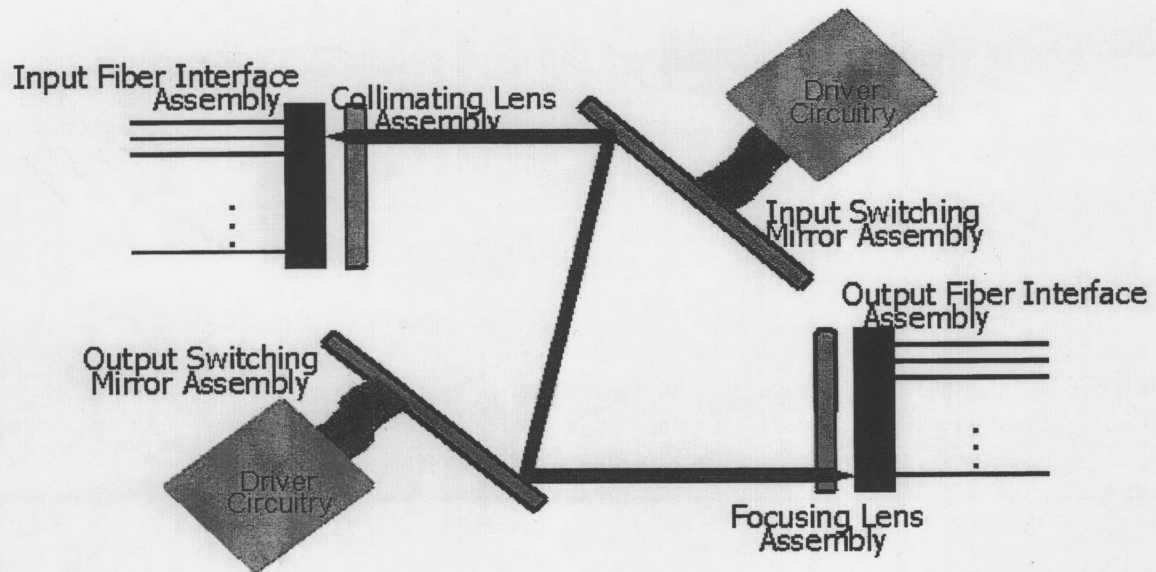 Input Fiber Interface
Assembly
Collimating Lens
Assembly
Driver
Circuitry
Input Switching
Mirror Assembly
Output Fiber Interface
Assembly
Output Switching
Mirror Assembly
Driver
Circuitry
Focusing Lens
Assembly